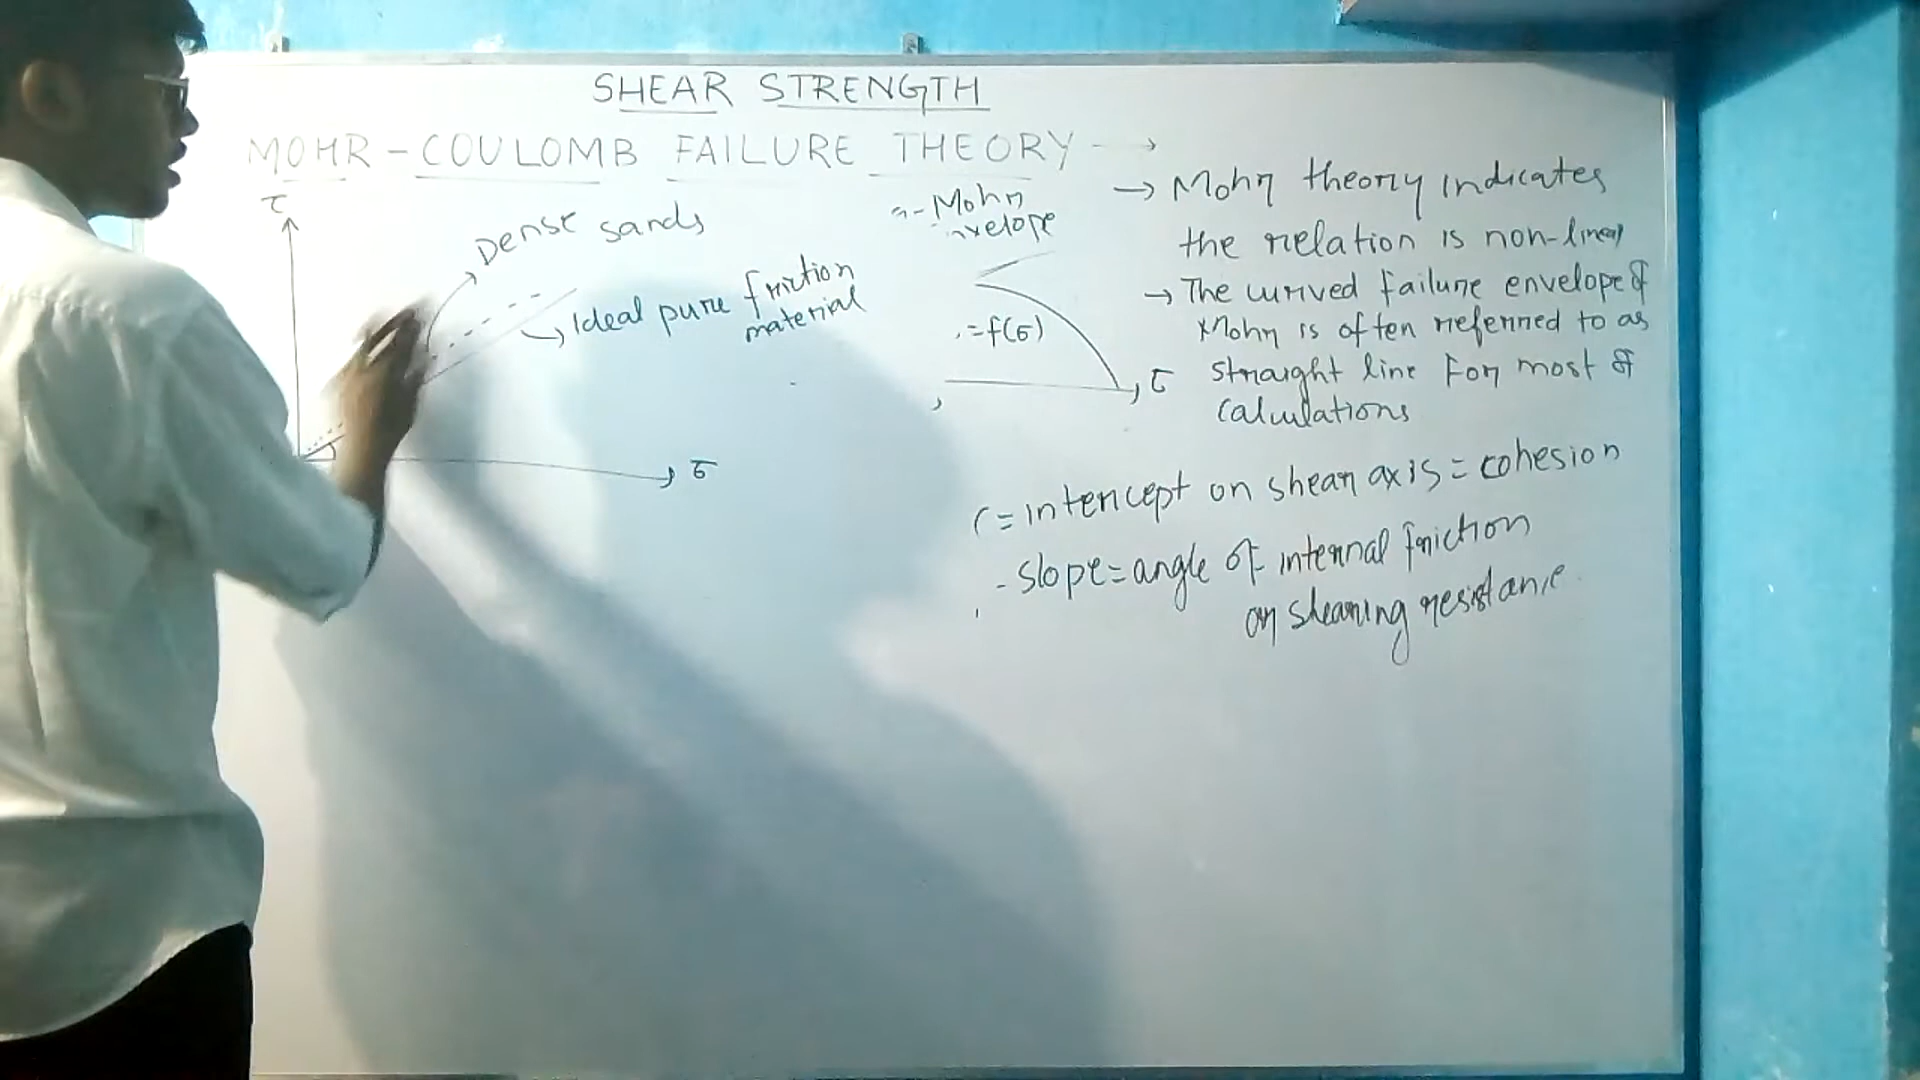 SHEAR STRENGTH
MOHR - COULOMB FAILURE THEORY - →
τ
Dense sands
Ideal pure friction
material
σ
Mohr
τ
=f(σ)
→ Mohr theory indicates
the relation is non-linear
→ The curved failure envelope of
Mohr is often referred to as
straight line for most of
calculations
c = intercept on shear axis = cohesion
- slope = angle of internal friction
or shearing resistance